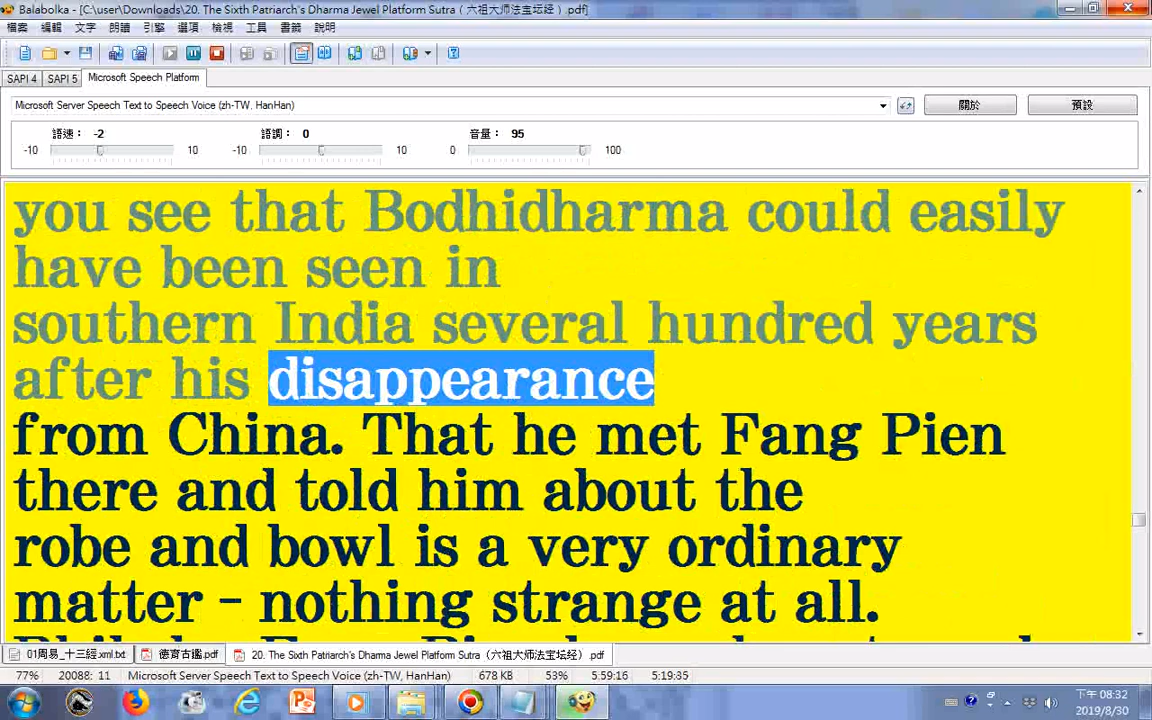 Balabolka - [C:\user\Downloads\20. The Sixth Patriarch's Dharma Jewel Platform Sutra（六祖大师法宝坛经）.pdf]
檔案 編輯 文字 朗讀 引擎 選項 檢視 工具 書籤 說明
SAPI 4 SAPI 5 Microsoft Speech Platform
Microsoft Server Speech Text to Speech Voice (zh-TW, HanHan) 關於 預設
語速： -2 語調： 0 音量： 95
-10 10 -10 10 0 100
you see that Bodhidharma could easily
have been seen in
southern India several hundred years
after his disappearance
from China. That he met Fang Pien
there and told him about the
robe and bowl is a very ordinary
matter - nothing strange at all.
01周易_十三經.xml.txt 德育古鑑.pdf 20. The Sixth Patriarch's Dharma Jewel Platform Sutra（六祖大师法宝坛经）.pdf
77% 20088: 11 Microsoft Server Speech Text to Speech Voice (zh-TW, HanHan) 678 KB 53% 5:59:16 5:19:35
下午 08:32
2019/8/30